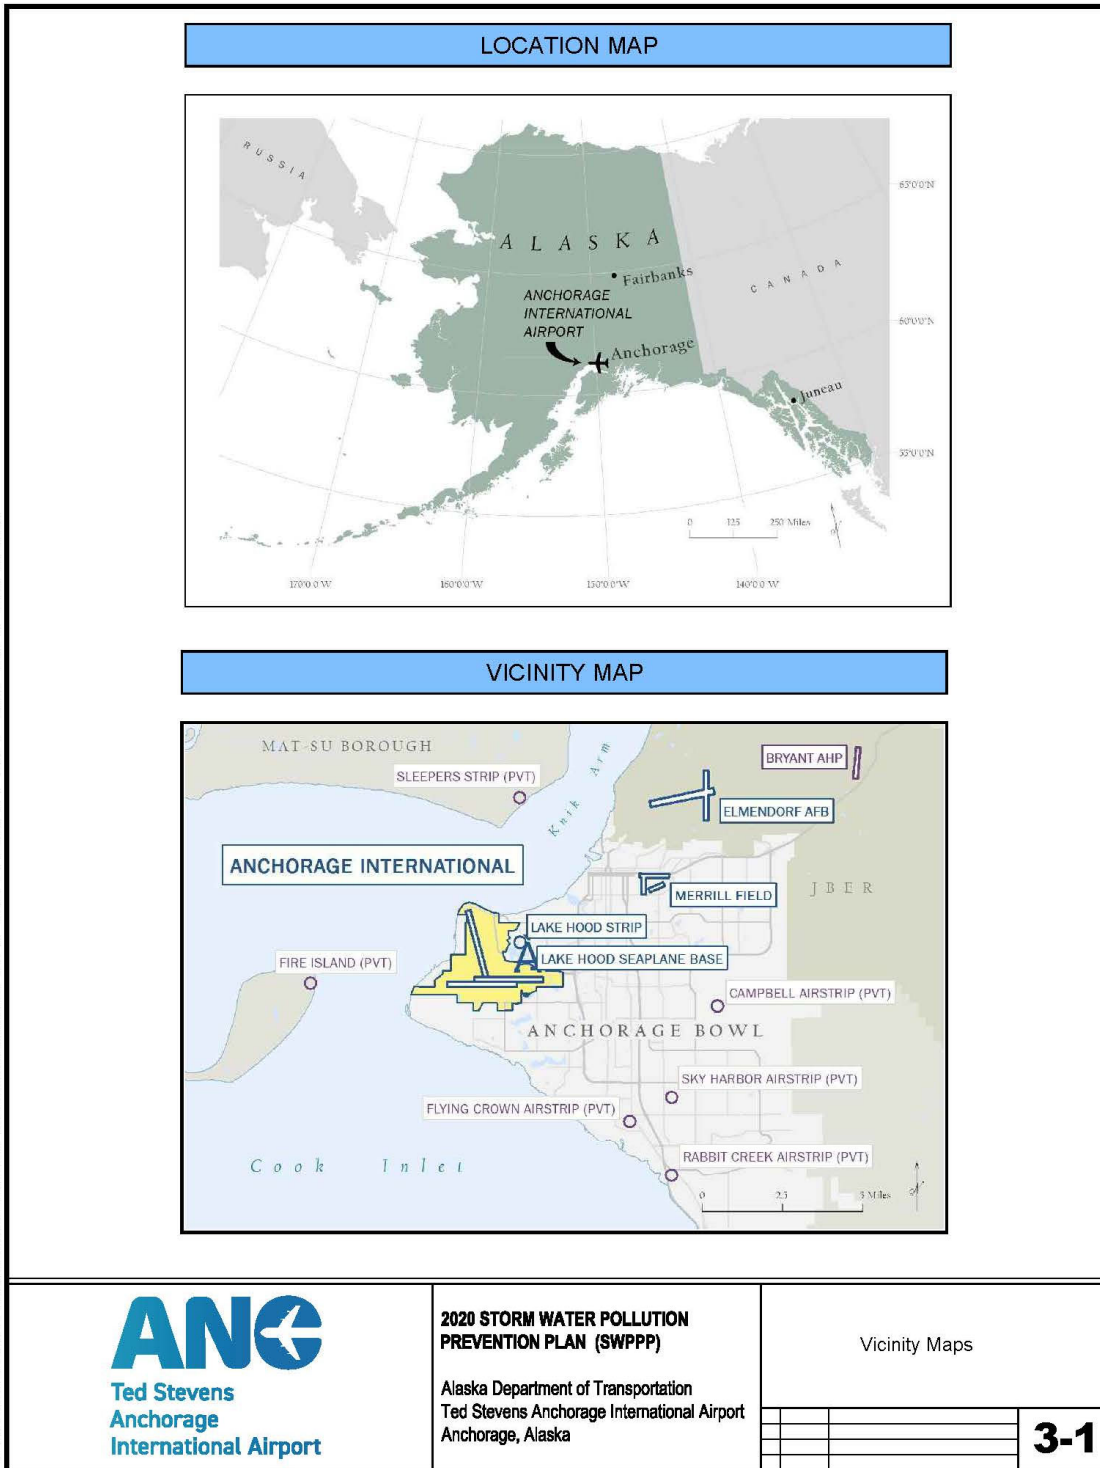 LOCATION MAP
RUSSIA
65°0'0"N
ALASKA
Fairbanks
CANADA
ANCHORAGE
INTERNATIONAL
AIRPORT
60°0'0"N
Anchorage
Juneau
55°0'0"N
0 125 250 Miles
170°0'0"W 160°0'0"W 150°0'0"W 140°0'0"W
VICINITY MAP
MAT-SU BOROUGH
BRYANT AHP
SLEEPERS STRIP (PVT)
Knik Arm
ELMENDORF AFB
ANCHORAGE INTERNATIONAL
JBER
MERRILL FIELD
LAKE HOOD STRIP
LAKE HOOD SEAPLANE BASE
FIRE ISLAND (PVT)
CAMPBELL AIRSTRIP (PVT)
ANCHORAGE BOWL
SKY HARBOR AIRSTRIP (PVT)
FLYING CROWN AIRSTRIP (PVT)
RABBIT CREEK AIRSTRIP (PVT)
Cook Inlet
0 2.5 5 Miles
ANC
Ted Stevens
Anchorage
International Airport
2020 STORM WATER POLLUTION
PREVENTION PLAN (SWPPP)
Alaska Department of Transportation
Ted Stevens Anchorage International Airport
Anchorage, Alaska
Vicinity Maps
3-1